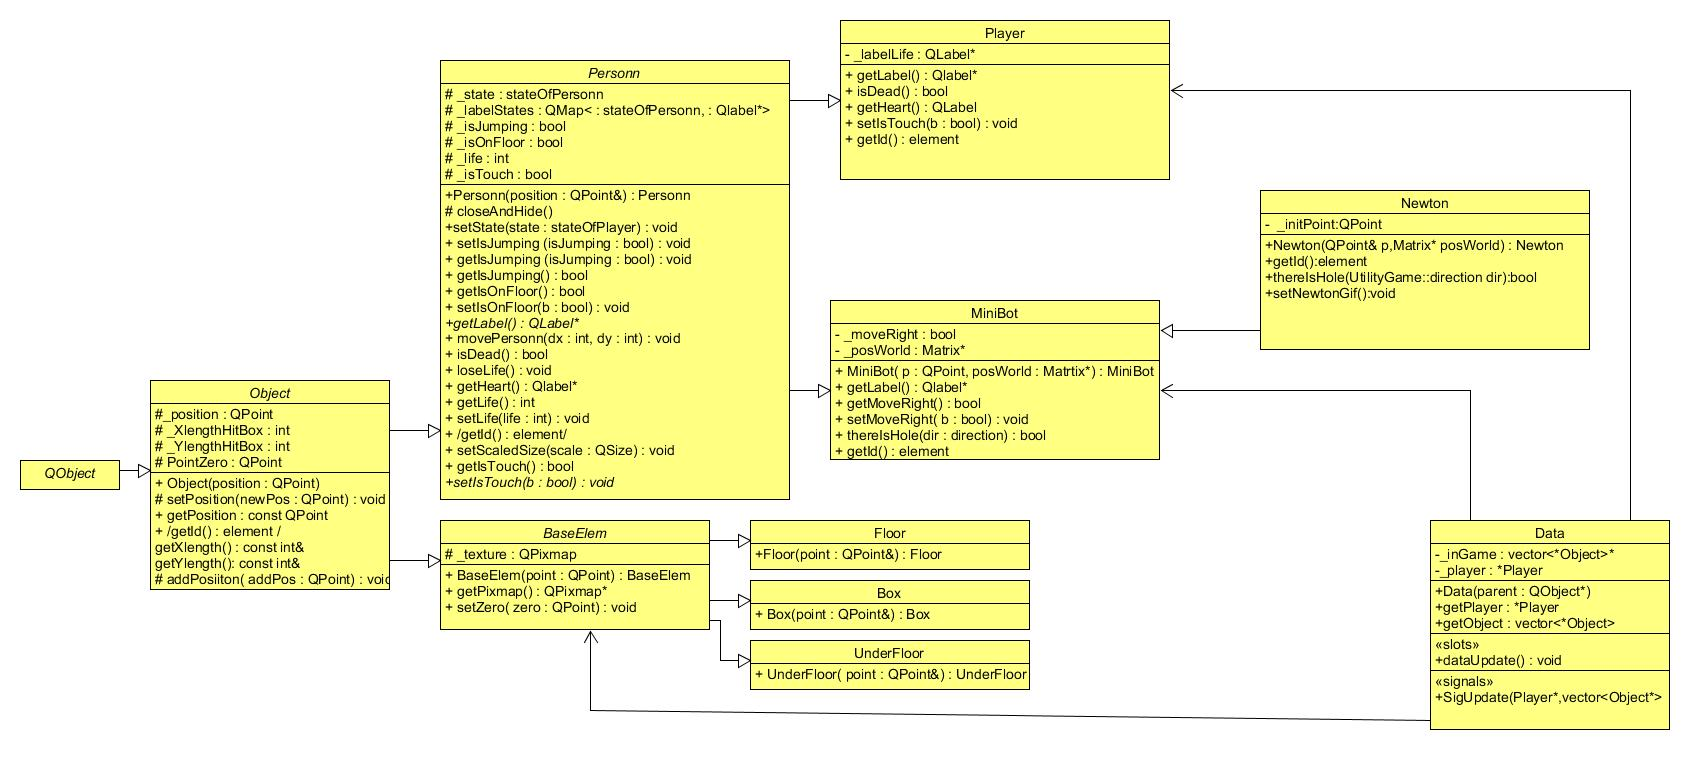 QObject
Object
# _position : QPoint
# _XlengthHitBox : int
# _YlengthHitBox : int
# PointZero : QPoint
+ Object(position : QPoint)
# setPosition(newPos : QPoint) : void
+ getPosition : const QPoint
+ /getId() : element /
getXlength() : const int&
getYlength(): const int&
# addPosiiton( addPos : QPoint) : void
Personn
# _state : stateOfPersonn
# _labelStates : QMap< : stateOfPersonn, : Qlabel*>
# _isJumping : bool
# _isOnFloor : bool
# _life : int
# _isTouch : bool
+Personn(position : QPoint&) : Personn
# closeAndHide()
+setState(state : stateOfPlayer) : void
+ setIsJumping (isJumping : bool) : void
+ getIsJumping (isJumping : bool) : void
+ getIsJumping() : bool
+ getIsOnFloor() : bool
+ setIsOnFloor(b : bool) : void
+getLabel() : QLabel*
+ movePersonn(dx : int, dy : int) : void
+ isDead() : bool
+ loseLife() : void
+ getHeart() : Qlabel*
+ getLife() : int
+ setLife(life : int) : void
+ /getId() : element/
+ setScaledSize(scale : QSize) : void
+ getIsTouch() : bool
+setIsTouch(b : bool) : void
BaseElem
# _texture : QPixmap
+ BaseElem(point : QPoint) : BaseElem
+ getPixmap() : QPixmap*
+ setZero( zero : QPoint) : void
Player
- _labelLife : QLabel*
+ getLabel() : Qlabel*
+ isDead() : bool
+ getHeart() : QLabel
+ setIsTouch(b : bool) : void
+ getId() : element
MiniBot
- _moveRight : bool
- _posWorld : Matrix*
+ MiniBot( p : QPoint, posWorld : Matrtix*) : MiniBot
+ getLabel() : Qlabel*
+ getMoveRight() : bool
+ setMoveRight( b : bool) : void
+ thereIsHole(dir : direction) : bool
+ getId() : element
Newton
- _initPoint:QPoint
+Newton(QPoint& p,Matrix* posWorld) : Newton
+getId():element
+thereIsHole(UtilityGame::direction dir):bool
+setNewtonGif():void
Floor
+Floor(point : QPoint&) : Floor
Box
+ Box(point : QPoint&) : Box
UnderFloor
+ UnderFloor( point : QPoint&) : UnderFloor
Data
-_inGame : vector<*Object>*
-_player : *Player
+Data(parent : QObject*)
+getPlayer : *Player
+getObject : vector<*Object>
«slots»
+dataUpdate() : void
«signals»
+SigUpdate(Player*,vector<Object*>